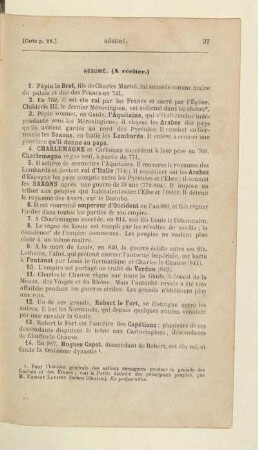 [Carte p. 28.] RÉSUMÉ. 37
RÉSUMÉ. (A réciter.)
1. Pépin le Bref, fils de Charles Martel, lui succède comme maire
du palais et duc des Francs en 741.
2. En 752, il est élu roi par les Francs et sacré par l'Église.
Childéric III, le dernier Mérovingien, est enfermé dans un cloître
3. Pépin soumet, en Gaule, l'Aquitaine, qui s'était rendue indé-
pendante sous les Mérovingiens; il chasse les Arabes des pays
qu'ils avaient gardés au nord des Pyrénées. Il combat en Ger-
manie les Saxons, en Italie les Lombards. Il enlève à ceux-ci une
province qu'il donne au pape.
4. CHARLEMAGNE et Carloman succèdent à leur père en 768.
Charlemagne règne seul, à partir de 771.
5. Il achève de soumettre l'Aquitaine. Il renverse le royaume des
Lombards et devient roi d'Italie (774); il conquiert sur les Arabes
d'Espagne les pays compris entre les Pyrénées et l'Èbre; il soumet
les SAXONS après une guerre de
tribut aux peuples qui habitaient entre l'Elbe et l'Oder. Il détruit
le royaume des Avars, sur le Danube.
6. Il est couronné empereur d'Occident en l'an 800, et fait régner
l'ordre dans toutes les parties de son empire.
7. A Charlemagne succède, en 814, son fils Louis le Débonnaire.
8. Le règne de Louis est rempli par les révoltes de ses fils; le
démembrement de l'empire commence. Les peuples ne veulent plus
obéir à un même maître.
9. A la mort de Louis, en 840, la guerre éclate entre ses fils.
Lothaire, l'aîné, qui prétend exercer l'autorité impériale, est battu
à Fontanet par Louis le Germanique et Charles le Chauve (841).
10. L'empire est partagé au traité de Verdun (843).
11. Charles le Chauve règne sur toute la Gaule, à l'ouest de la
Meuse, des Vosges et du Rhône. Mais l'autorité royale est affaiblie
par la guerre étrangère et les guerres civiles. Les grands n'obéissent
plus aux rois.
12. Un de ces grands, Robert le Fort, se distingue entre les
autres. Il bat les Normands, qui depuis quelques années venaient
par mer envahir la Gaule.
13. Robert le Fort est l'ancêtre des Capétiens; plusieurs de ses
descendants disputèrent le trône aux Carlovingiens, descendants
de Charles le Chauve.
14. En 987, Hugues Capet, descendant de Robert, est élu roi, et
fonde la troisième dynastie¹.
1. Pour l'histoire générale des nations étrangères pendant la période des
Gaulois et des Francs, voir la Petite histoire des principaux peuples, par
M. Ernest Lavisse (même librairie). En préparation.